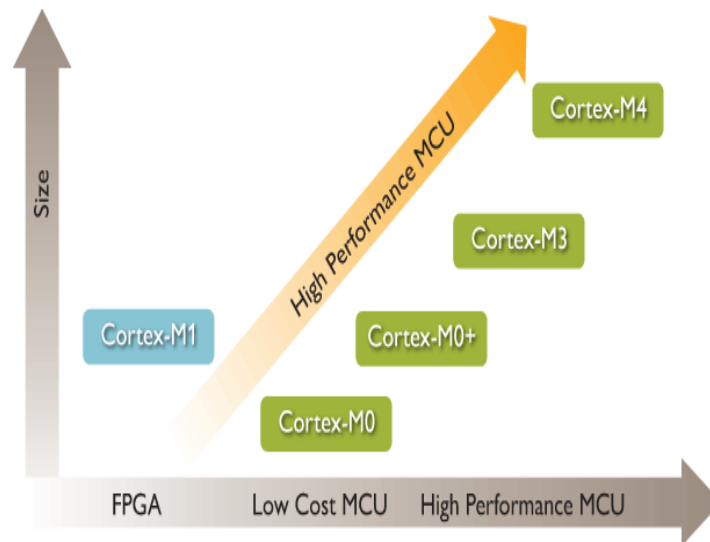 Size
High Performance MCU
Cortex-M4
Cortex-M3
Cortex-M1
Cortex-M0+
Cortex-M0
FPGA
Low Cost MCU
High Performance MCU